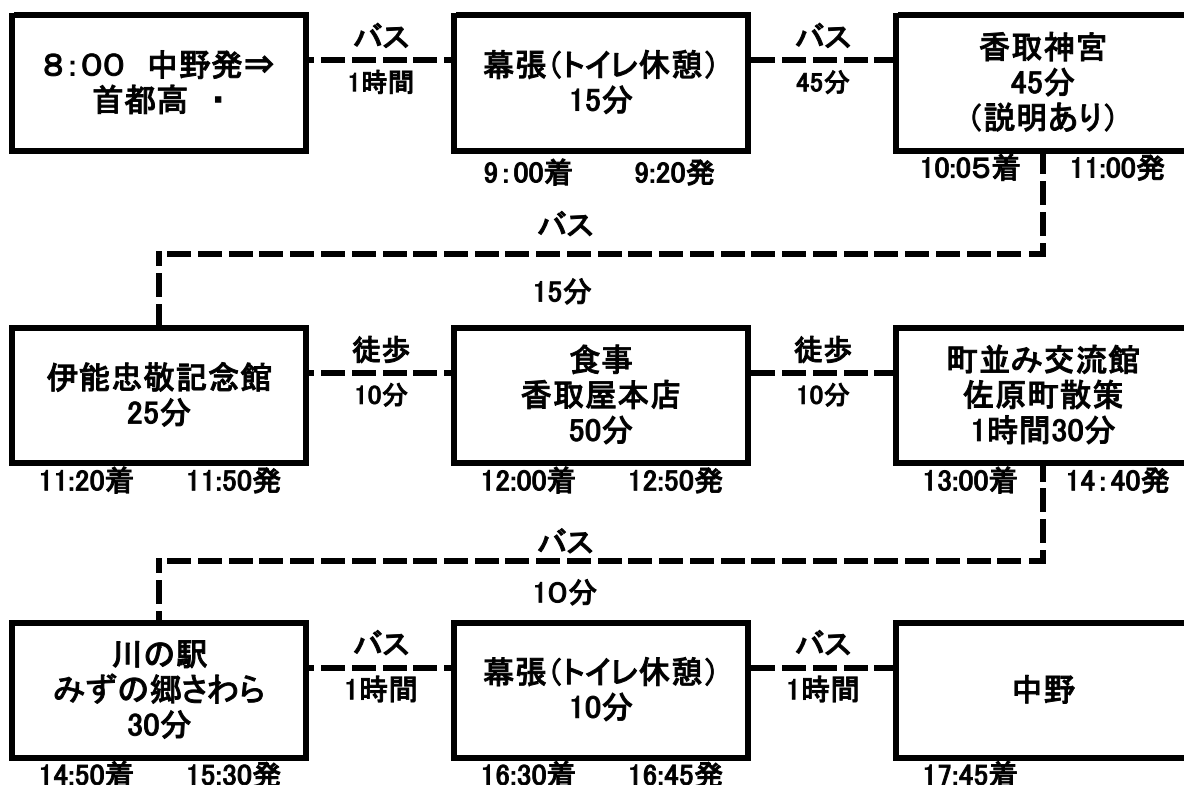 8:00 中野発⇒
首都高 ・
バス
1時間
幕張(トイレ休憩)
15分
9:00着 9:20発
バス
45分
香取神宮
45分
(説明あり)
10:05着 11:00発
バス
15分
伊能忠敬記念館
25分
11:20着 11:50発
徒歩
10分
食事
香取屋本店
50分
12:00着 12:50発
徒歩
10分
町並み交流館
佐原町散策
1時間30分
13:00着 14:40発
バス
10分
川の駅
みずの郷さわら
30分
14:50着 15:30発
バス
1時間
幕張(トイレ休憩)
10分
16:30着 16:45発
バス
1時間
中野
17:45着